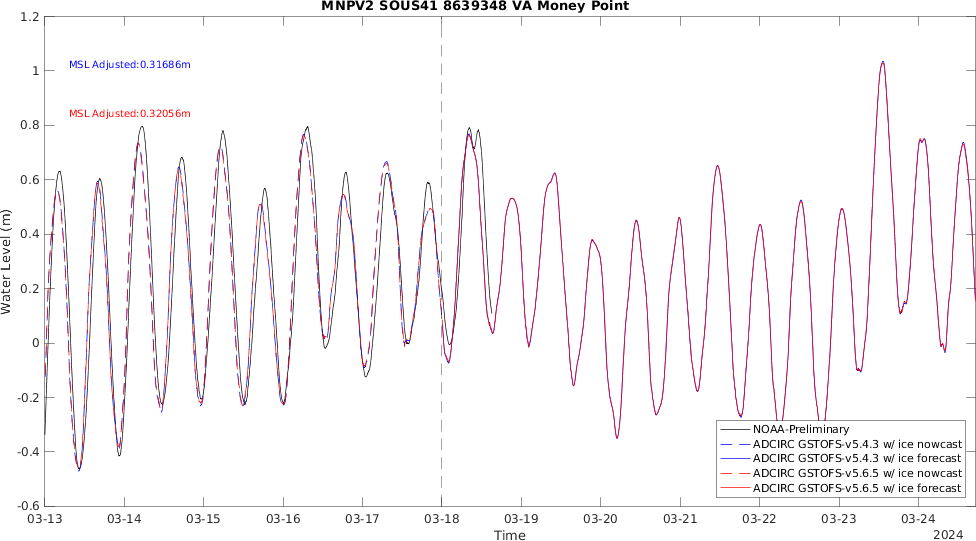 MNPV2 SOUS41 8639348 VA Money Point
1.2
1
0.8
0.6
0.4
0.2
0
-0.2
-0.4
-0.6
Water Level (m)
MSL Adjusted:0.31686m
MSL Adjusted:0.32056m
NOAA-Preliminary
ADCIRC GSTOFS-v5.4.3 w/ ice nowcast
ADCIRC GSTOFS-v5.4.3 w/ ice forecast
ADCIRC GSTOFS-v5.6.5 w/ ice nowcast
ADCIRC GSTOFS-v5.6.5 w/ ice forecast
03-13 03-14 03-15 03-16 03-17 03-18 03-19 03-20 03-21 03-22 03-23 03-24
Time
2024